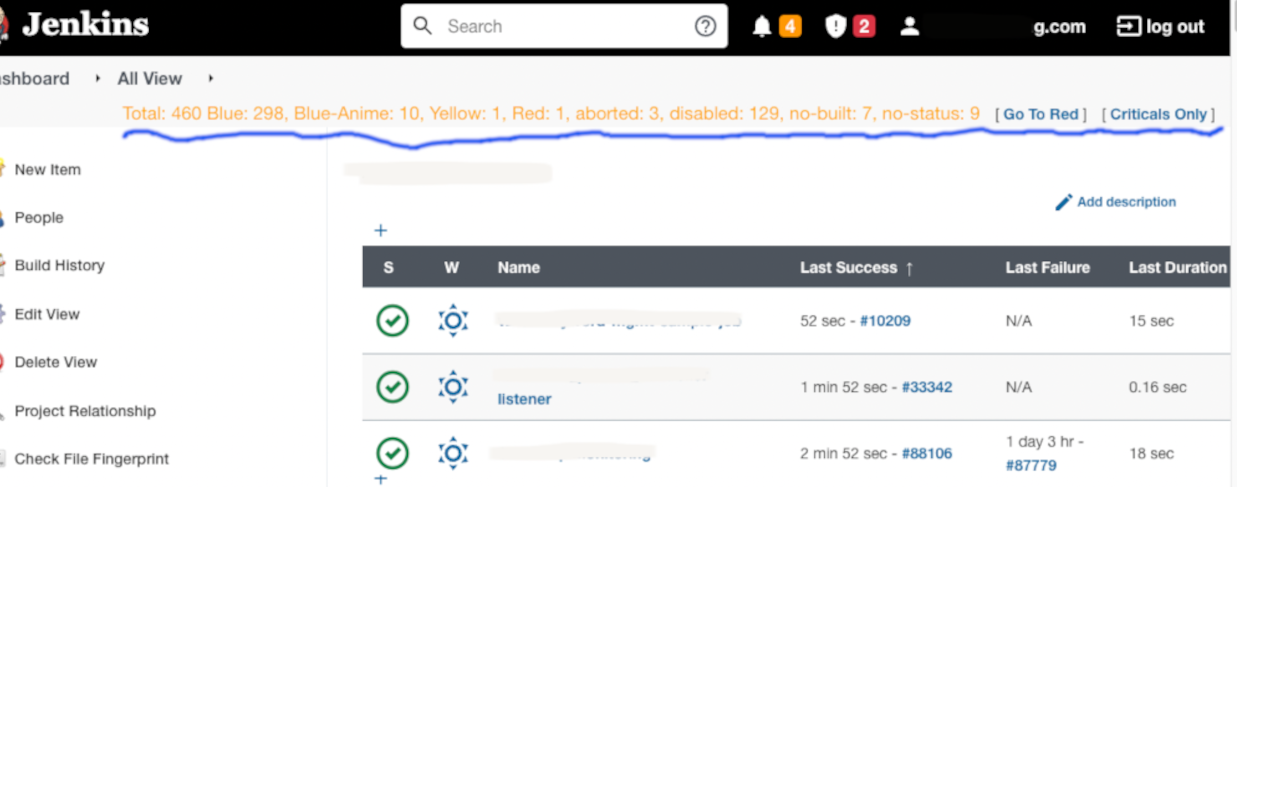 Jenkins
Search
4
2
g.com
log out
shboard
All View
Total: 460 Blue: 298, Blue-Anime: 10, Yellow: 1, Red: 1, aborted: 3, disabled: 129, no-built: 7, no-status: 9 [ Go To Red ] [ Criticals Only ]
New Item
People
Build History
Edit View
Delete View
Project Relationship
Check File Fingerprint
Add description
+
S W Name Last Success ↑ Last Failure Last Duration
52 sec - #10209 N/A 15 sec
listener 1 min 52 sec - #33342 N/A 0.16 sec
2 min 52 sec - #88106 1 day 3 hr - 18 sec
#87779
+